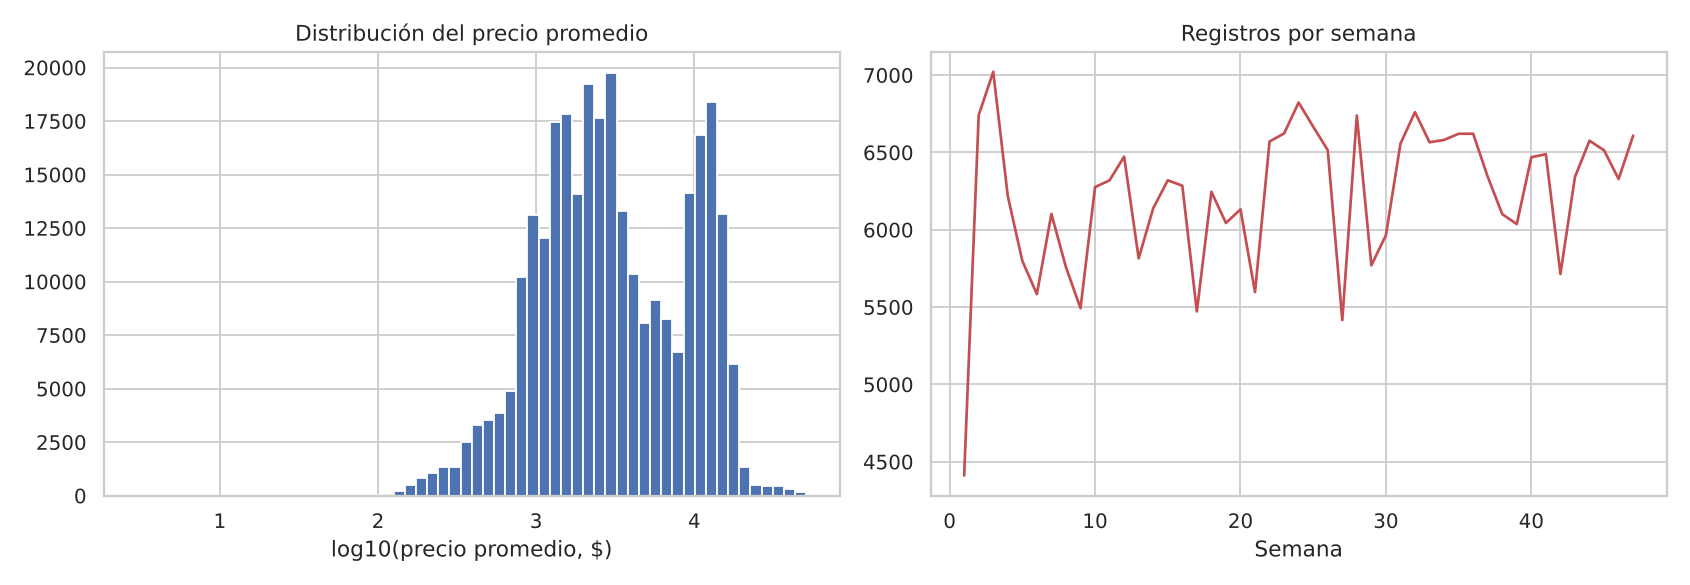 Distribución del precio promedio
20000
17500
15000
12500
10000
7500
5000
2500
0
1 2 3 4
log10(precio promedio, $)
Registros por semana
7000
6500
6000
5500
5000
4500
0 10 20 30 40
Semana